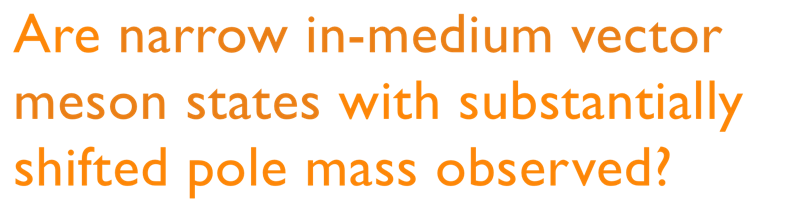 Are narrow in-medium vector
meson states with substantially
shifted pole mass observed?